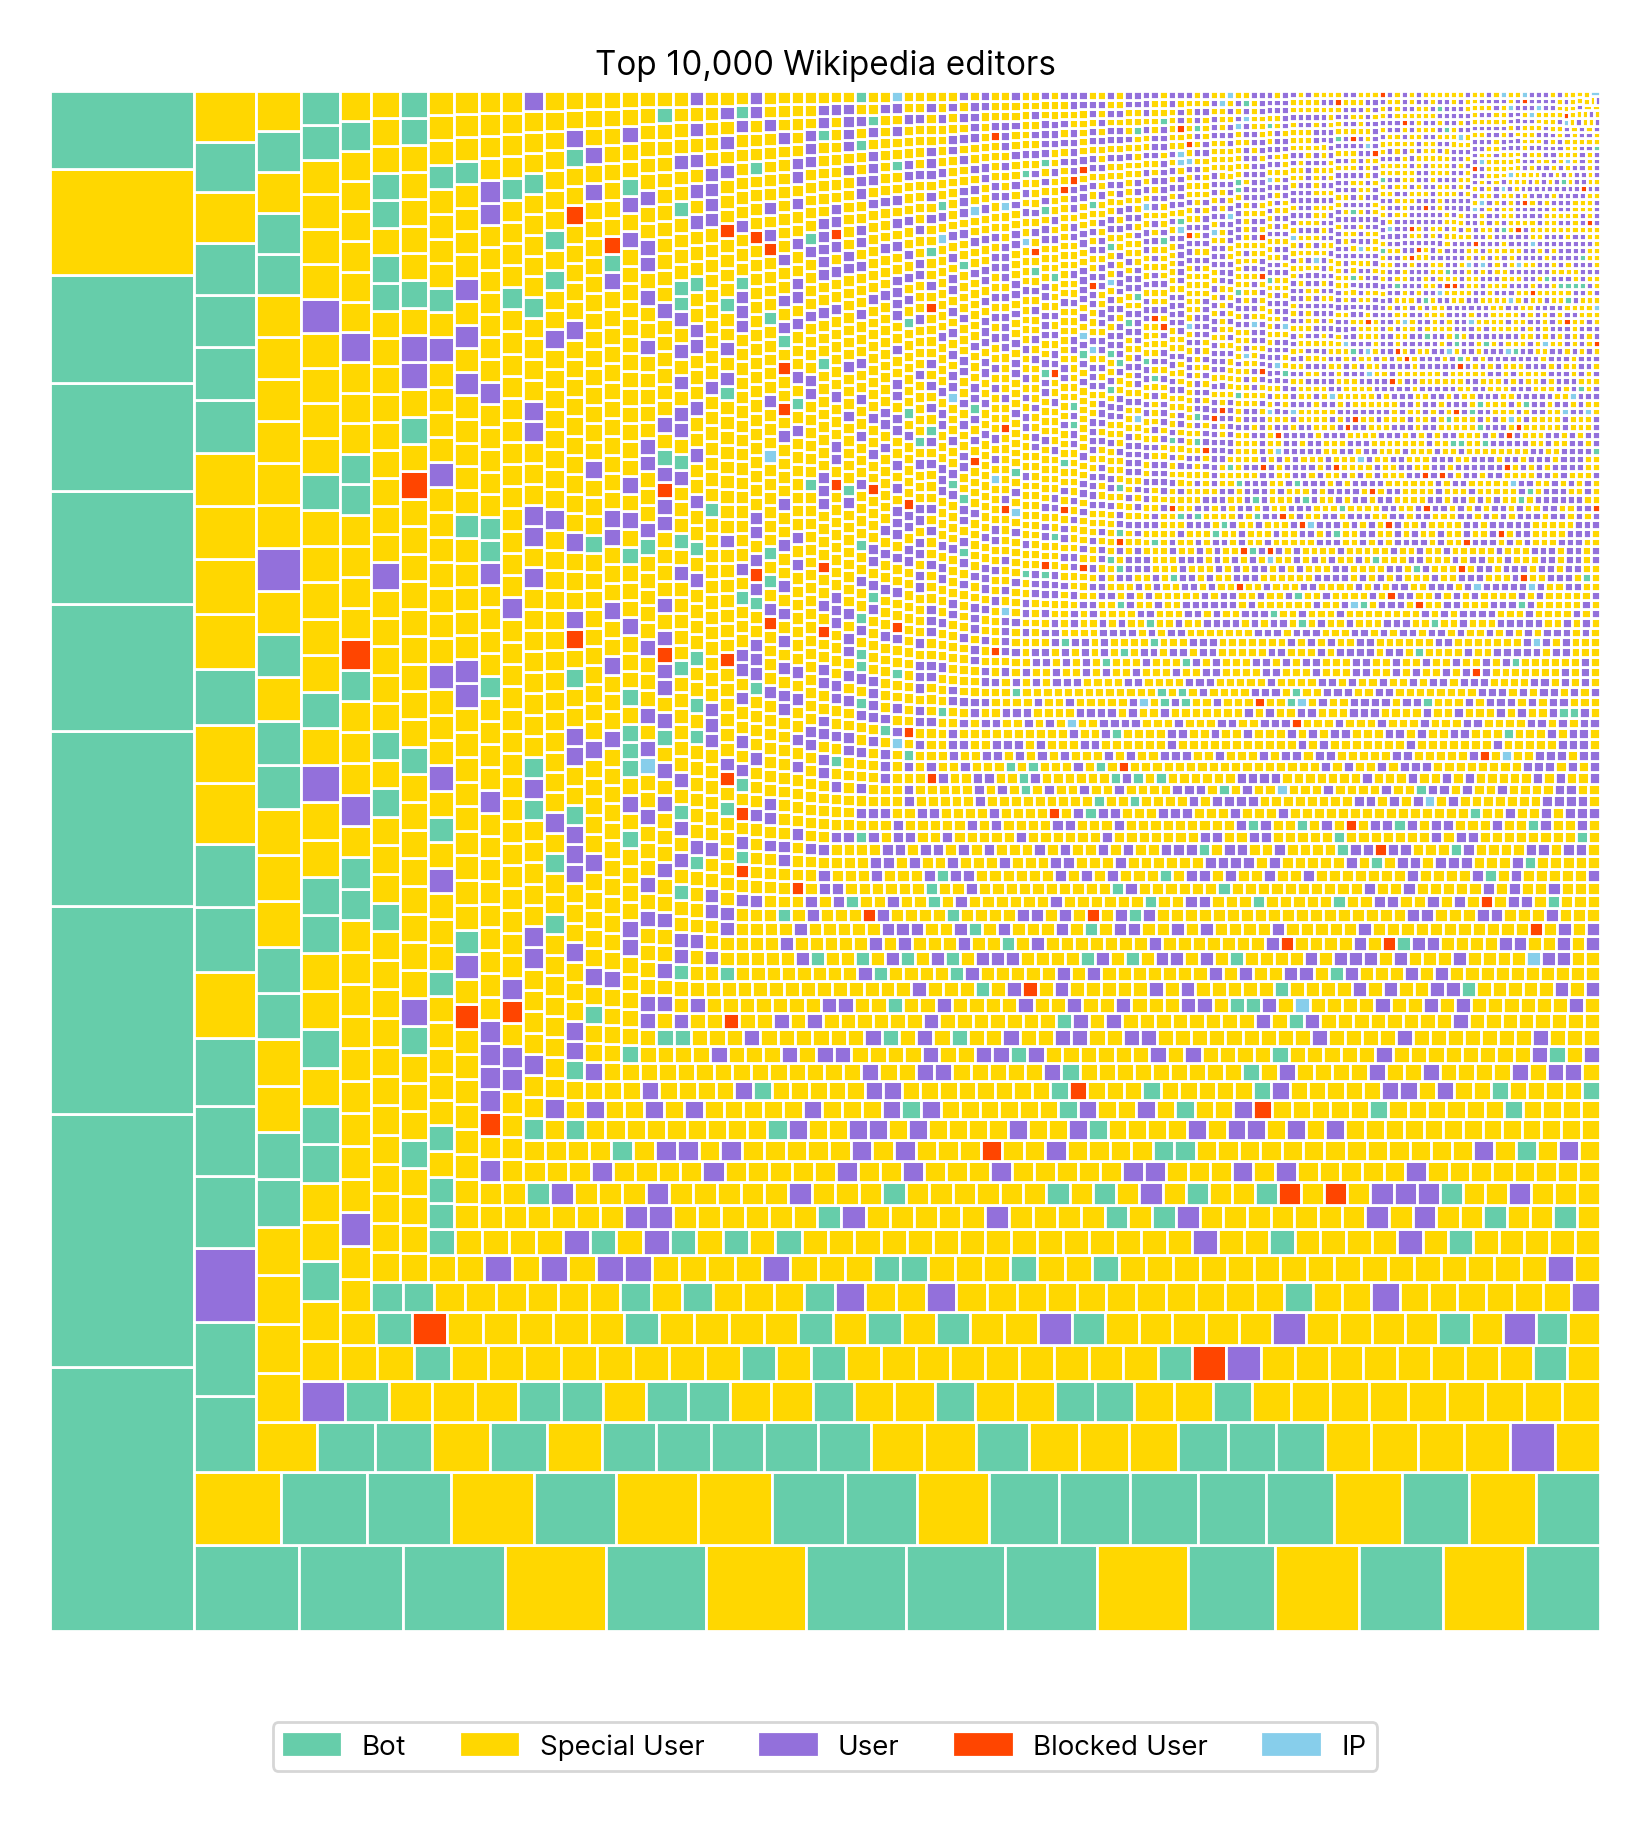 Top 10,000 Wikipedia editors
Bot Special User User Blocked User IP